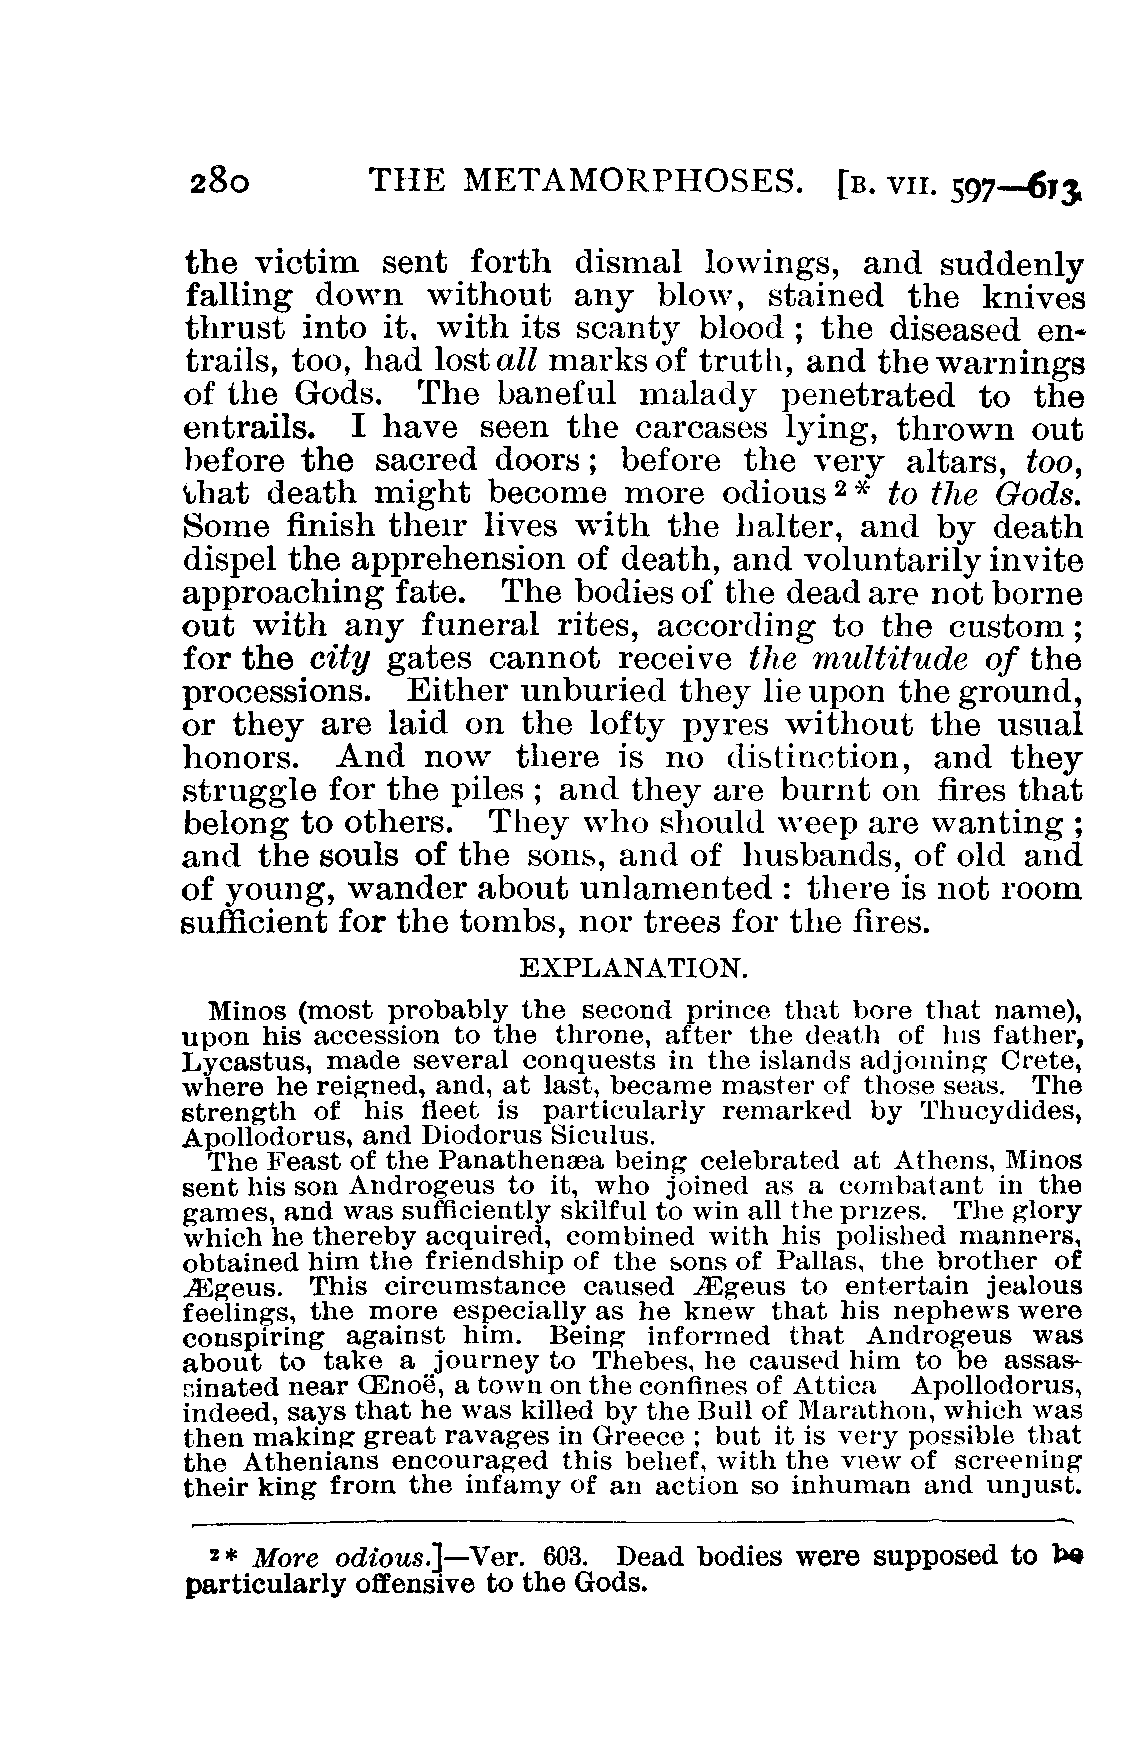 280 THE METAMORPHOSES. [B. VII. 597—613.
the victim sent forth dismal lowings, and suddenly
falling down without any blow, stained the knives
thrust into it, with its scanty blood ; the diseased en-
trails, too, had lost all marks of truth, and the warnings
of the Gods. The baneful malady penetrated to the
entrails. I have seen the carcases lying, thrown out
before the sacred doors ; before the very altars, too,
that death might become more odious 2* to the Gods.
Some finish their lives with the halter, and by death
dispel the apprehension of death, and voluntarily invite
approaching fate. The bodies of the dead are not borne
out with any funeral rites, according to the custom ;
for the city gates cannot receive the multitude of the
processions. Either unburied they lie upon the ground,
or they are laid on the lofty pyres without the usual
honors. And now there is no distinction, and they
struggle for the piles ; and they are burnt on fires that
belong to others. They who should weep are wanting ;
and the souls of the sons, and of husbands, of old and
of young, wander about unlamented : there is not room
sufficient for the tombs, nor trees for the fires.
EXPLANATION.
Minos (most probably the second prince that bore that name),
upon his accession to the throne, after the death of his father,
Lycastus, made several conquests in the islands adjoining Crete,
where he reigned, and, at last, became master of those seas. The
strength of his fleet is particularly remarked by Thucydides,
Apollodorus, and Diodorus Siculus.
The Feast of the Panathenæa being celebrated at Athens, Minos
sent his son Androgeus to it, who joined as a combatant in the
games, and was sufficiently skilful to win all the prizes. The glory
which he thereby acquired, combined with his polished manners,
obtained him the friendship of the sons of Pallas, the brother of
Ægeus. This circumstance caused Ægeus to entertain jealous
feelings, the more especially as he knew that his nephews were
conspiring against him. Being informed that Androgeus was
about to take a journey to Thebes, he caused him to be assas-
sinated near Œnoë, a town on the confines of Attica Apollodorus,
indeed, says that he was killed by the Bull of Marathon, which was
then making great ravages in Greece ; but it is very possible that
the Athenians encouraged this belief, with the view of screening
their king from the infamy of an action so inhuman and unjust.
2* More odious.]—Ver. 603. Dead bodies were supposed to be
particularly offensive to the Gods.